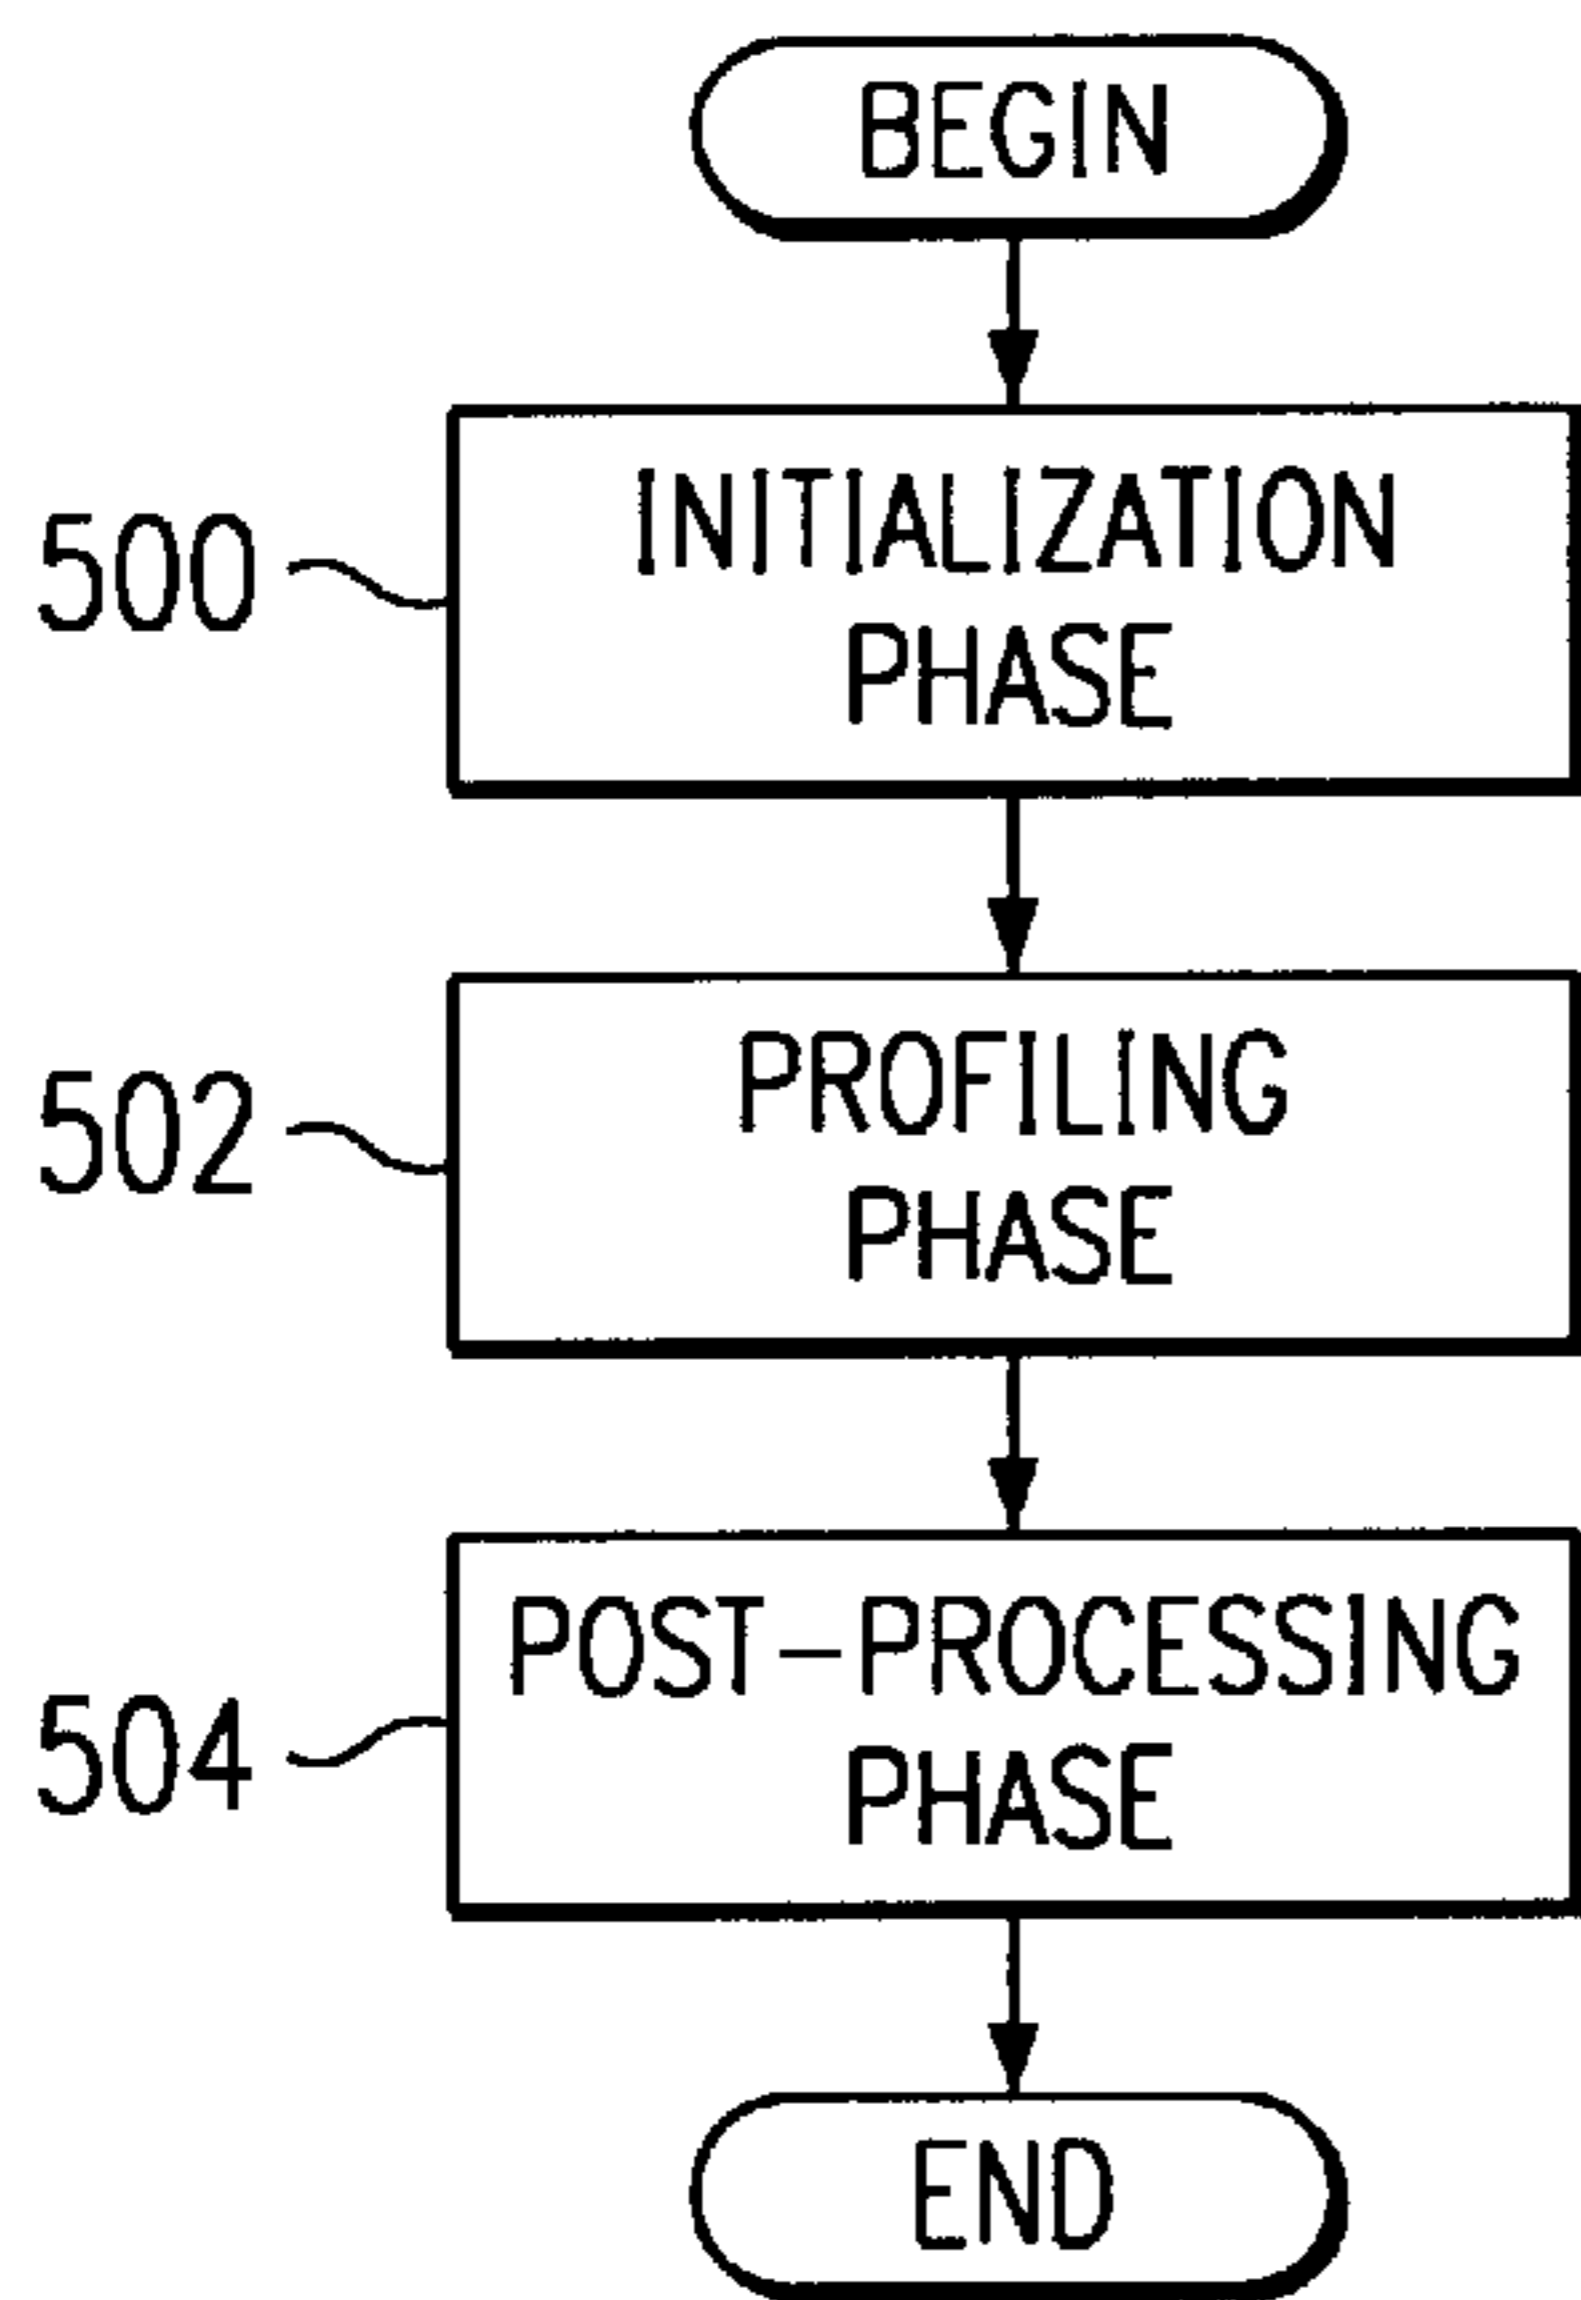 BEGIN
500
INITIALIZATION
PHASE
502
PROFILING
PHASE
504
POST-PROCESSING
PHASE
END